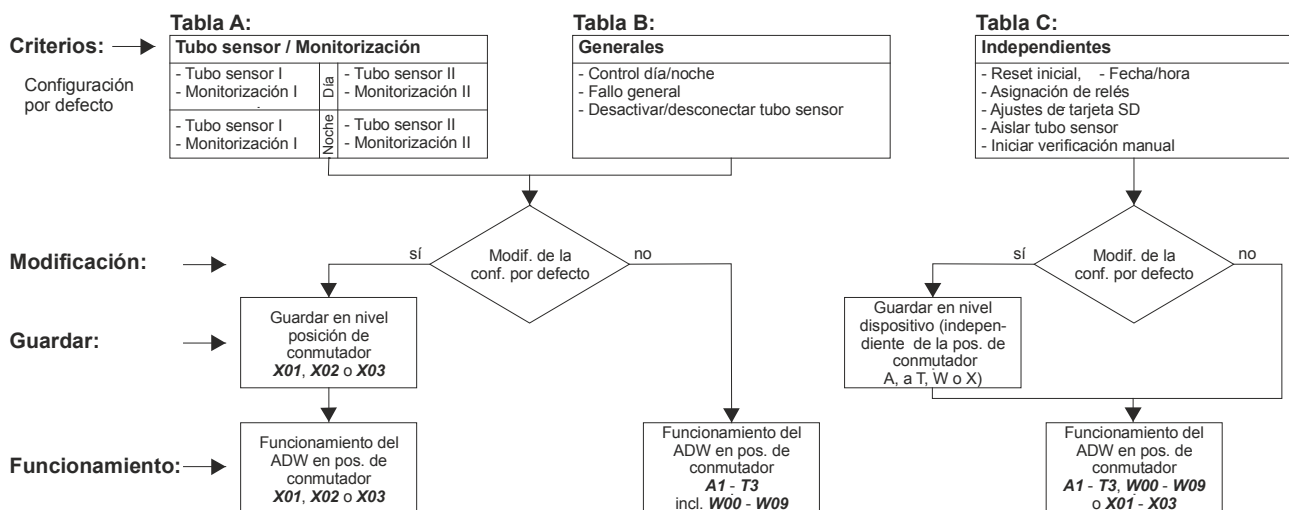 Tabla A:
Tabla B:
Tabla C:
Criterios:
Configuración
por defecto
Tubo sensor / Monitorización
- Tubo sensor I
- Monitorización I
Día
- Tubo sensor II
- Monitorización II
- Tubo sensor I
- Monitorización I
Noche
- Tubo sensor II
- Monitorización II
Generales
- Control día/noche
- Fallo general
- Desactivar/desconectar tubo sensor
Independientes
- Reset inicial, - Fecha/hora
- Asignación de relés
- Ajustes de tarjeta SD
- Aislar tubo sensor
- Iniciar verificación manual
Modificación:
sí
Modif. de la
conf. por defecto
no
sí
Modif. de la
conf. por defecto
no
Guardar:
Guardar en nivel
posición de
conmutador
X01, X02 o X03
Guardar en nivel
dispositivo (indepen-
diente de la pos. de
conmutador
A, a T, W o X)
Funcionamiento:
Funcionamiento del
ADW en pos. de
conmutador
X01, X02 o X03
Funcionamiento del
ADW en pos. de
conmutador
A1 - T3
incl. W00 - W09
Funcionamiento del
ADW en pos. de
conmutador
A1 - T3, W00 - W09
o X01 - X03